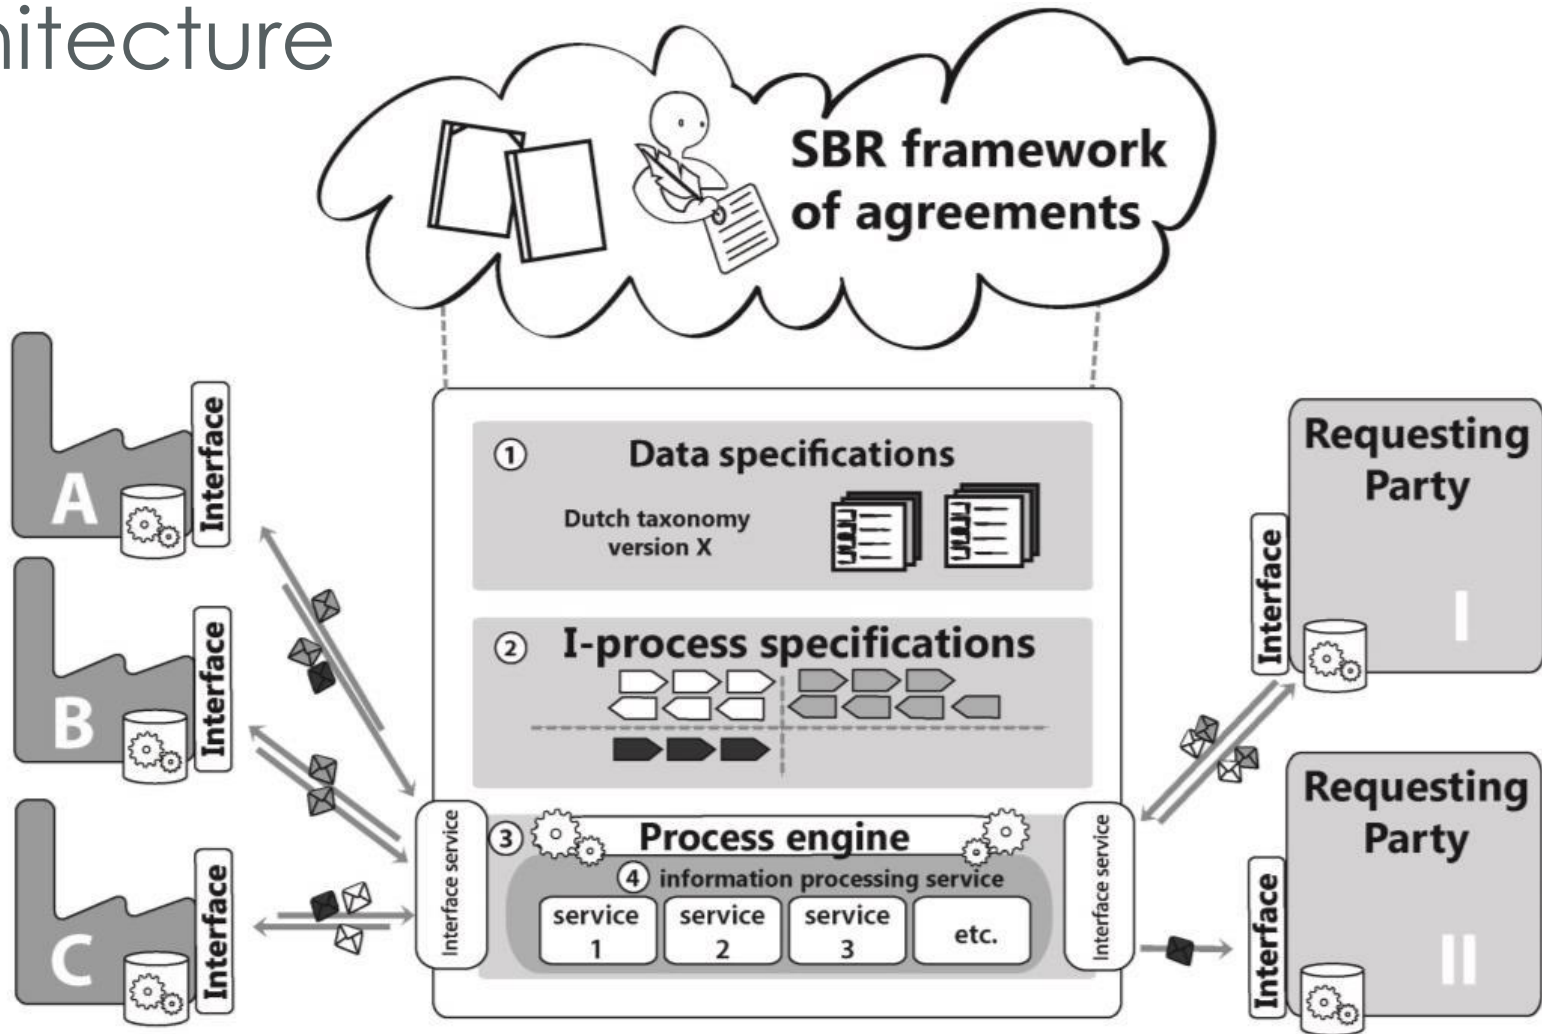 hitecture
SBR framework
of agreements
A
Interface
B
Interface
C
Interface
1
Data specifications
Dutch taxonomy
version X
2
I-process specifications
3
Process engine
4 information processing service
service
1
service
2
service
3
etc.
Interface service
Interface service
Requesting
Party
I
Interface
Requesting
Party
II
Interface